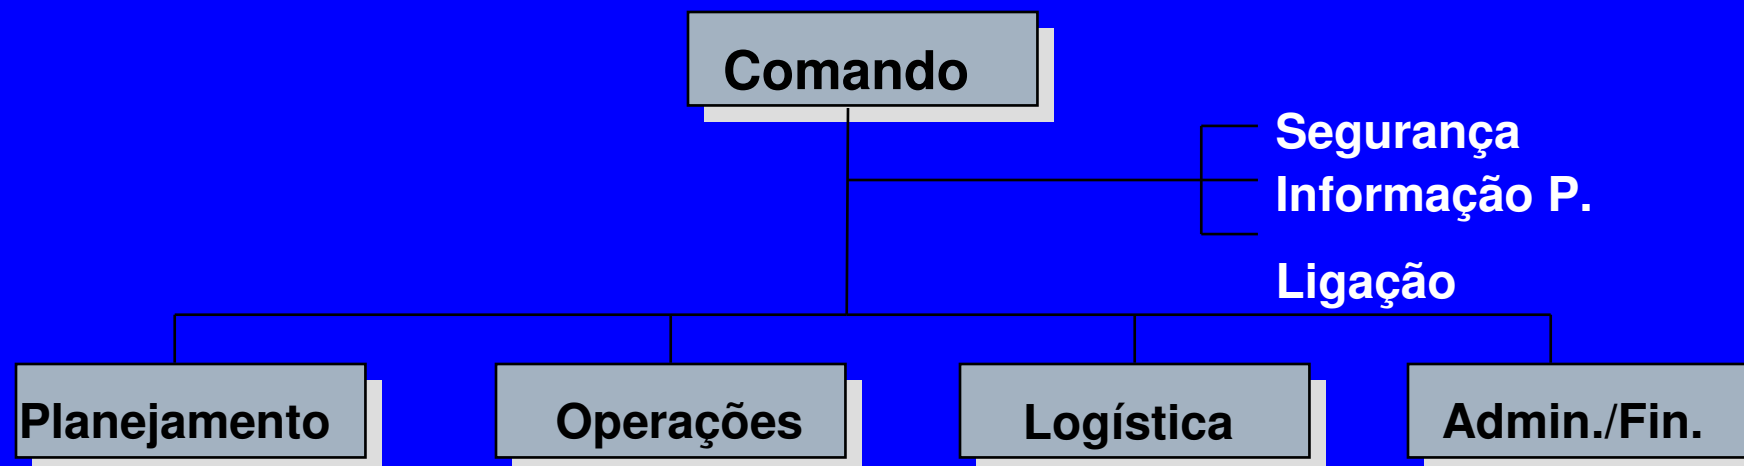 Comando
Segurança
Informação P.
Ligação
Planejamento
Operações
Logística
Admin./Fin.